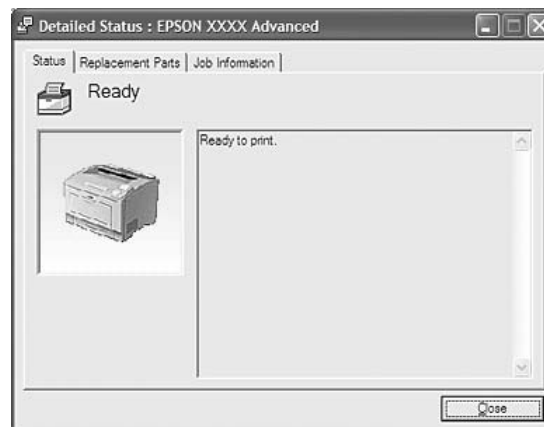 Detailed Status : EPSON XXXX Advanced
Status Replacement Parts Job Information
Ready
Ready to print.
Close